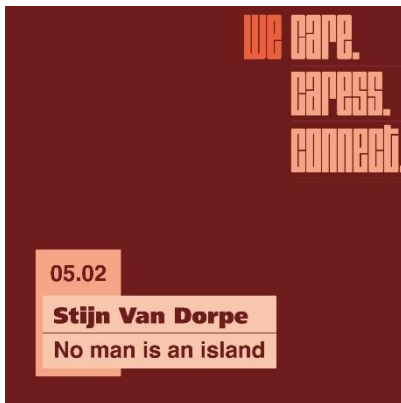 we care.
caress.
connect.
05.02
Stijn Van Dorpe
No man is an island